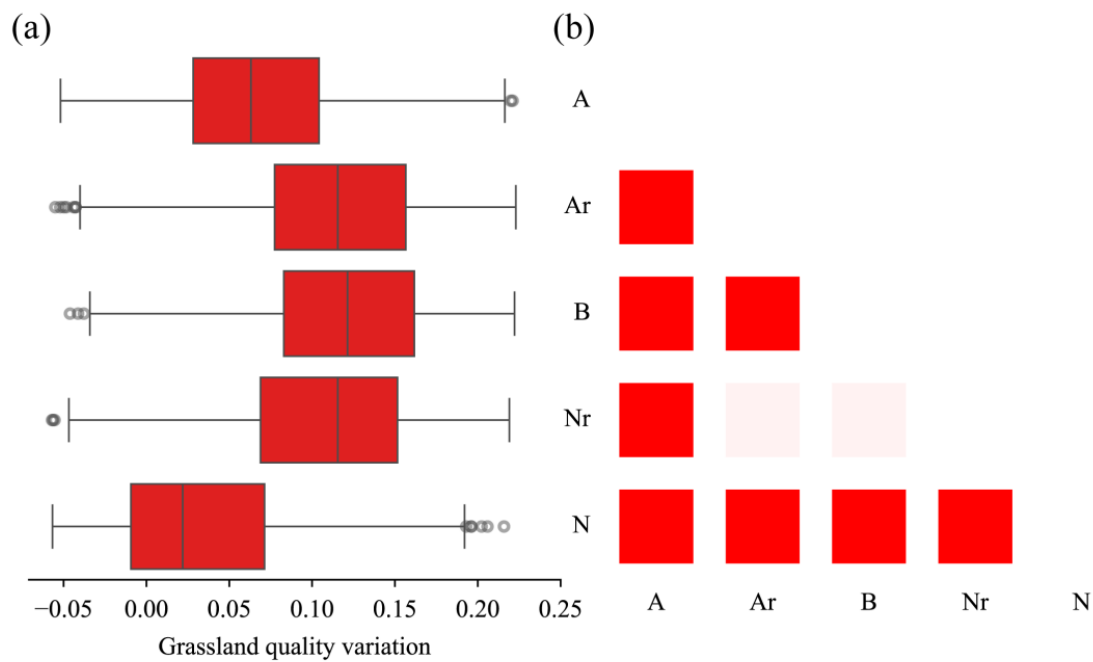 (a)
(b)
A
Ar
B
Nr
N
−0.05 0.00 0.05 0.10 0.15 0.20 0.25
Grassland quality variation
A Ar B Nr N